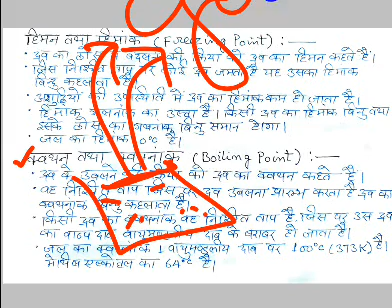 हिमन तथा हिमांक (Freezing Point) :-
द्रव का ठोस में बदलने की क्रिया को द्रव का हिमन कहते है।
जिस निश्चित ताप पर कोई द्रव जमता है वह उसका हिमांक
बिन्दु कहलाता है।
अशुद्धियों की उपस्थिति में द्रव का हिमांक कम हो जाता है।
हिमांक गलनांक का उल्टा है। किसी द्रव का हिमांक बिन्दु तथा
उसके ठोस का गलनांक बिन्दु समान होगा।
जल का हिमांक 0°C है।
क्वथन तथा क्वथनांक (Boiling Point) :-
द्रव के उबलने की को द्रव का क्वथन कहते है।
वह निश्चित ताप जिस पर द्रव उबलना प्रारम्भ करता है द्रव का
क्वथनांक बिन्दु कहलाता है।
किसी द्रव का क्वथनांक वह निश्चित ताप है, जिस पर उस द्रव
का वाष्प दाब वायुमण्डलीय दाब के बराबर हो जाता है।
जल का क्वथनांक 1 वायुमण्डलीय दाब पर 100°C (373K) है।
मेथिल एल्कोहल का 64°C है।